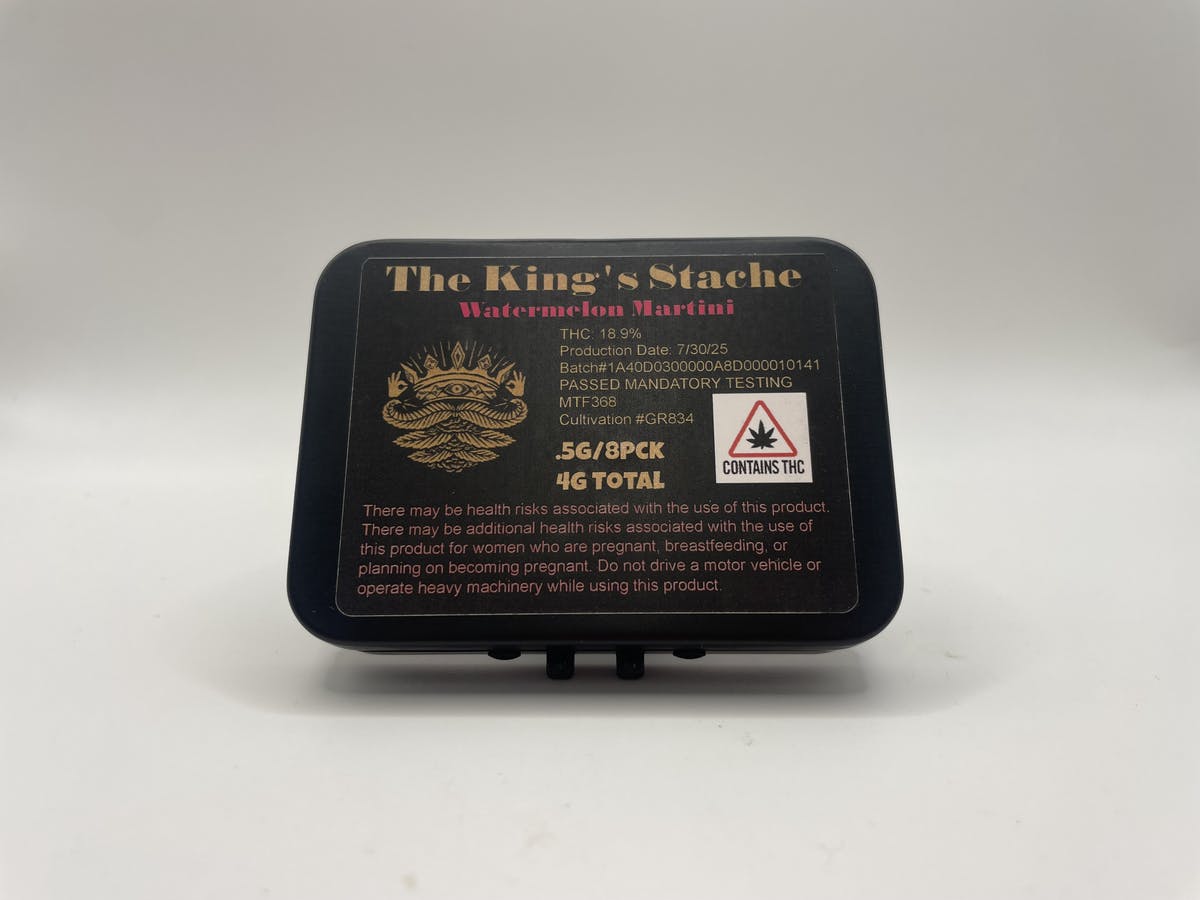 The King's Stache
Watermelon Martini
THC: 18.9%
Production Date: 7/30/25
Batch#1A40D0300000A8D000010141
PASSED MANDATORY TESTING
MTF368
Cultivation #GR834
.5G/8PCK
4G TOTAL
CONTAINS THC
There may be health risks associated with the use of this product.
There may be additional health risks associated with the use of
this product for women who are pregnant, breastfeeding, or
planning on becoming pregnant. Do not drive a motor vehicle or
operate heavy machinery while using this product.